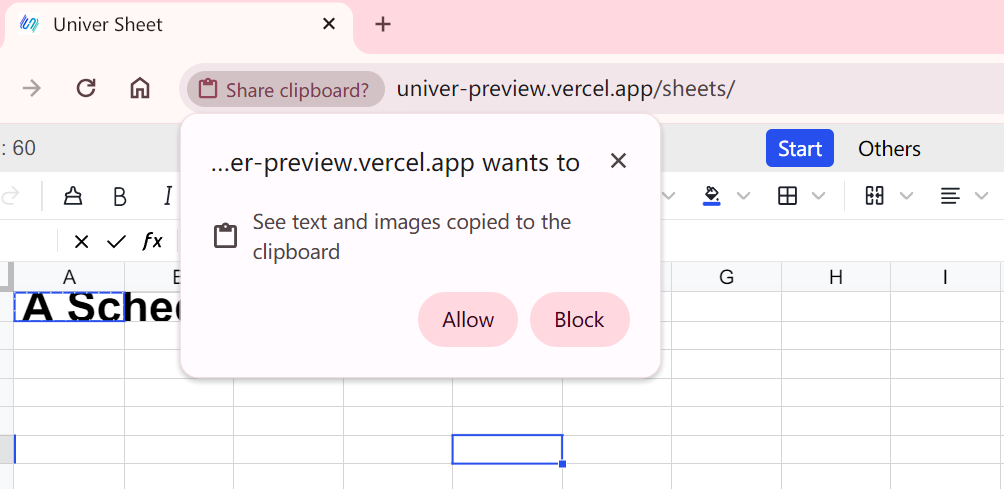 Univer Sheet
Share clipboard? univer-preview.vercel.app/sheets/
: 60
Start Others
...er-preview.vercel.app wants to
B I
See text and images copied to the
clipboard
fx
A G H I
A Sche
Allow Block